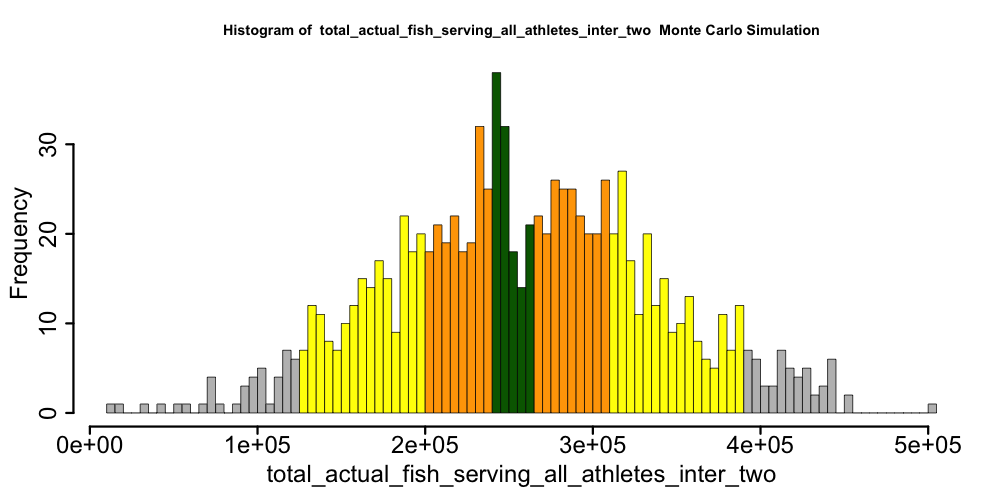 Histogram of total_actual_fish_serving_all_athletes_inter_two Monte Carlo Simulation
Frequency
30
20
10
0
0e+00 1e+05 2e+05 3e+05 4e+05 5e+05
total_actual_fish_serving_all_athletes_inter_two